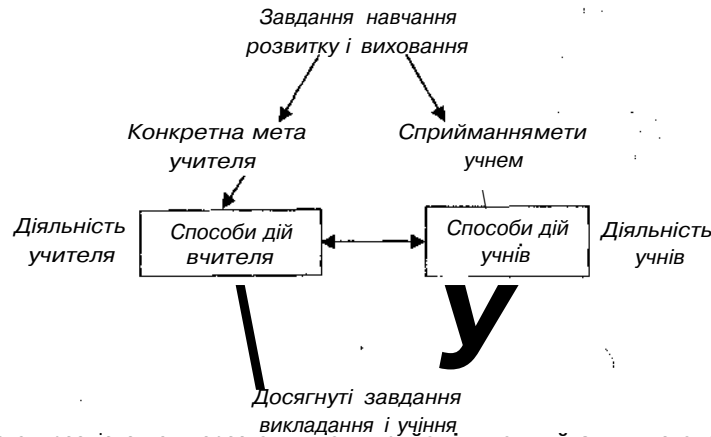 Завдання навчання
розвитку і виховання
Конкретна мета
учителя
Сприйманнямети
учнем
Діяльність
учителя
Способи дій
вчителя
Способи дій
учнів
Діяльність
учнів
У
Досягнуті завдання
викладання і учіння